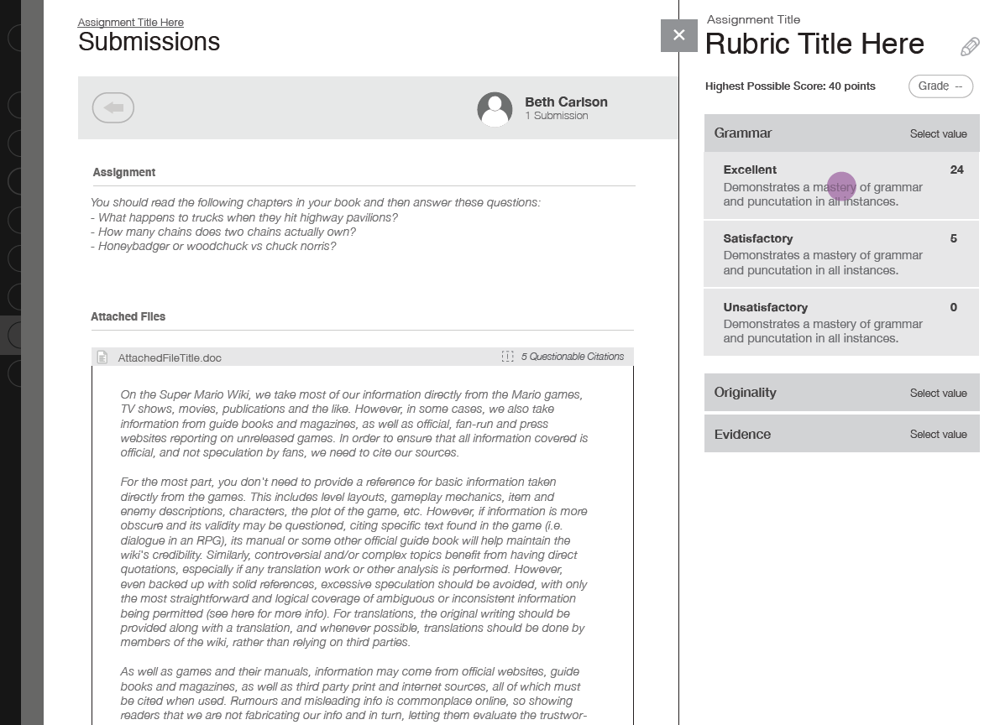 Assignment Title Here
Submissions
Beth Carlson
1 Submission
Assignment
You should read the following chapters in your book and then answer these questions:
- What happens to trucks when they hit highway pavilions?
- How many chains does two chains actually own?
- Honeybadger or woodchuck vs chuck norris?
Attached Files
AttachedFileTitle.doc
5 Questionable Citations
On the Super Mario Wiki, we take most of our information directly from the Mario games,
TV shows, movies, publications and the like. However, in some cases, we also take
information from guide books and magazines, as well as official, fan-run and press
websites reporting on unreleased games. In order to ensure that all information covered is
official, and not speculation by fans, we need to cite our sources.
For the most part, you don't need to provide a reference for basic information taken
directly from the games. This includes level layouts, gameplay mechanics, item and
enemy descriptions, characters, the plot of the game, etc. However, if information is more
obscure and its validity may be questioned, citing specific text found in the game (i.e.
dialogue in an RPG), its manual or some other official guide book will help maintain the
wiki's credibility. Similarly, controversial and/or complex topics benefit from having direct
quotations, especially if any translation work or other analysis is performed. However,
even backed up with solid references, excessive speculation should be avoided, with only
the most straightforward and logical coverage of ambiguous or inconsistent information
being permitted (see here for more info). For translations, the original writing should be
provided along with a translation, and whenever possible, translations should be done by
members of the wiki, rather than relying on third parties.
As well as games and their manuals, information may come from official websites, guide
books and magazines, as well as third party print and internet sources, all of which must
be cited when used. Rumours and misleading info is commonplace online, so showing
readers that we are not fabricating our info and in turn, letting them evaluate the trustwor-
Assignment Title
Rubric Title Here
Highest Possible Score: 40 points
Grade --
Grammar Select value
Excellent 24
Demonstrates a mastery of grammar
and puncutation in all instances.
Satisfactory 5
Demonstrates a mastery of grammar
and puncutation in all instances.
Unsatisfactory 0
Demonstrates a mastery of grammar
and puncutation in all instances.
Originality Select value
Evidence Select value